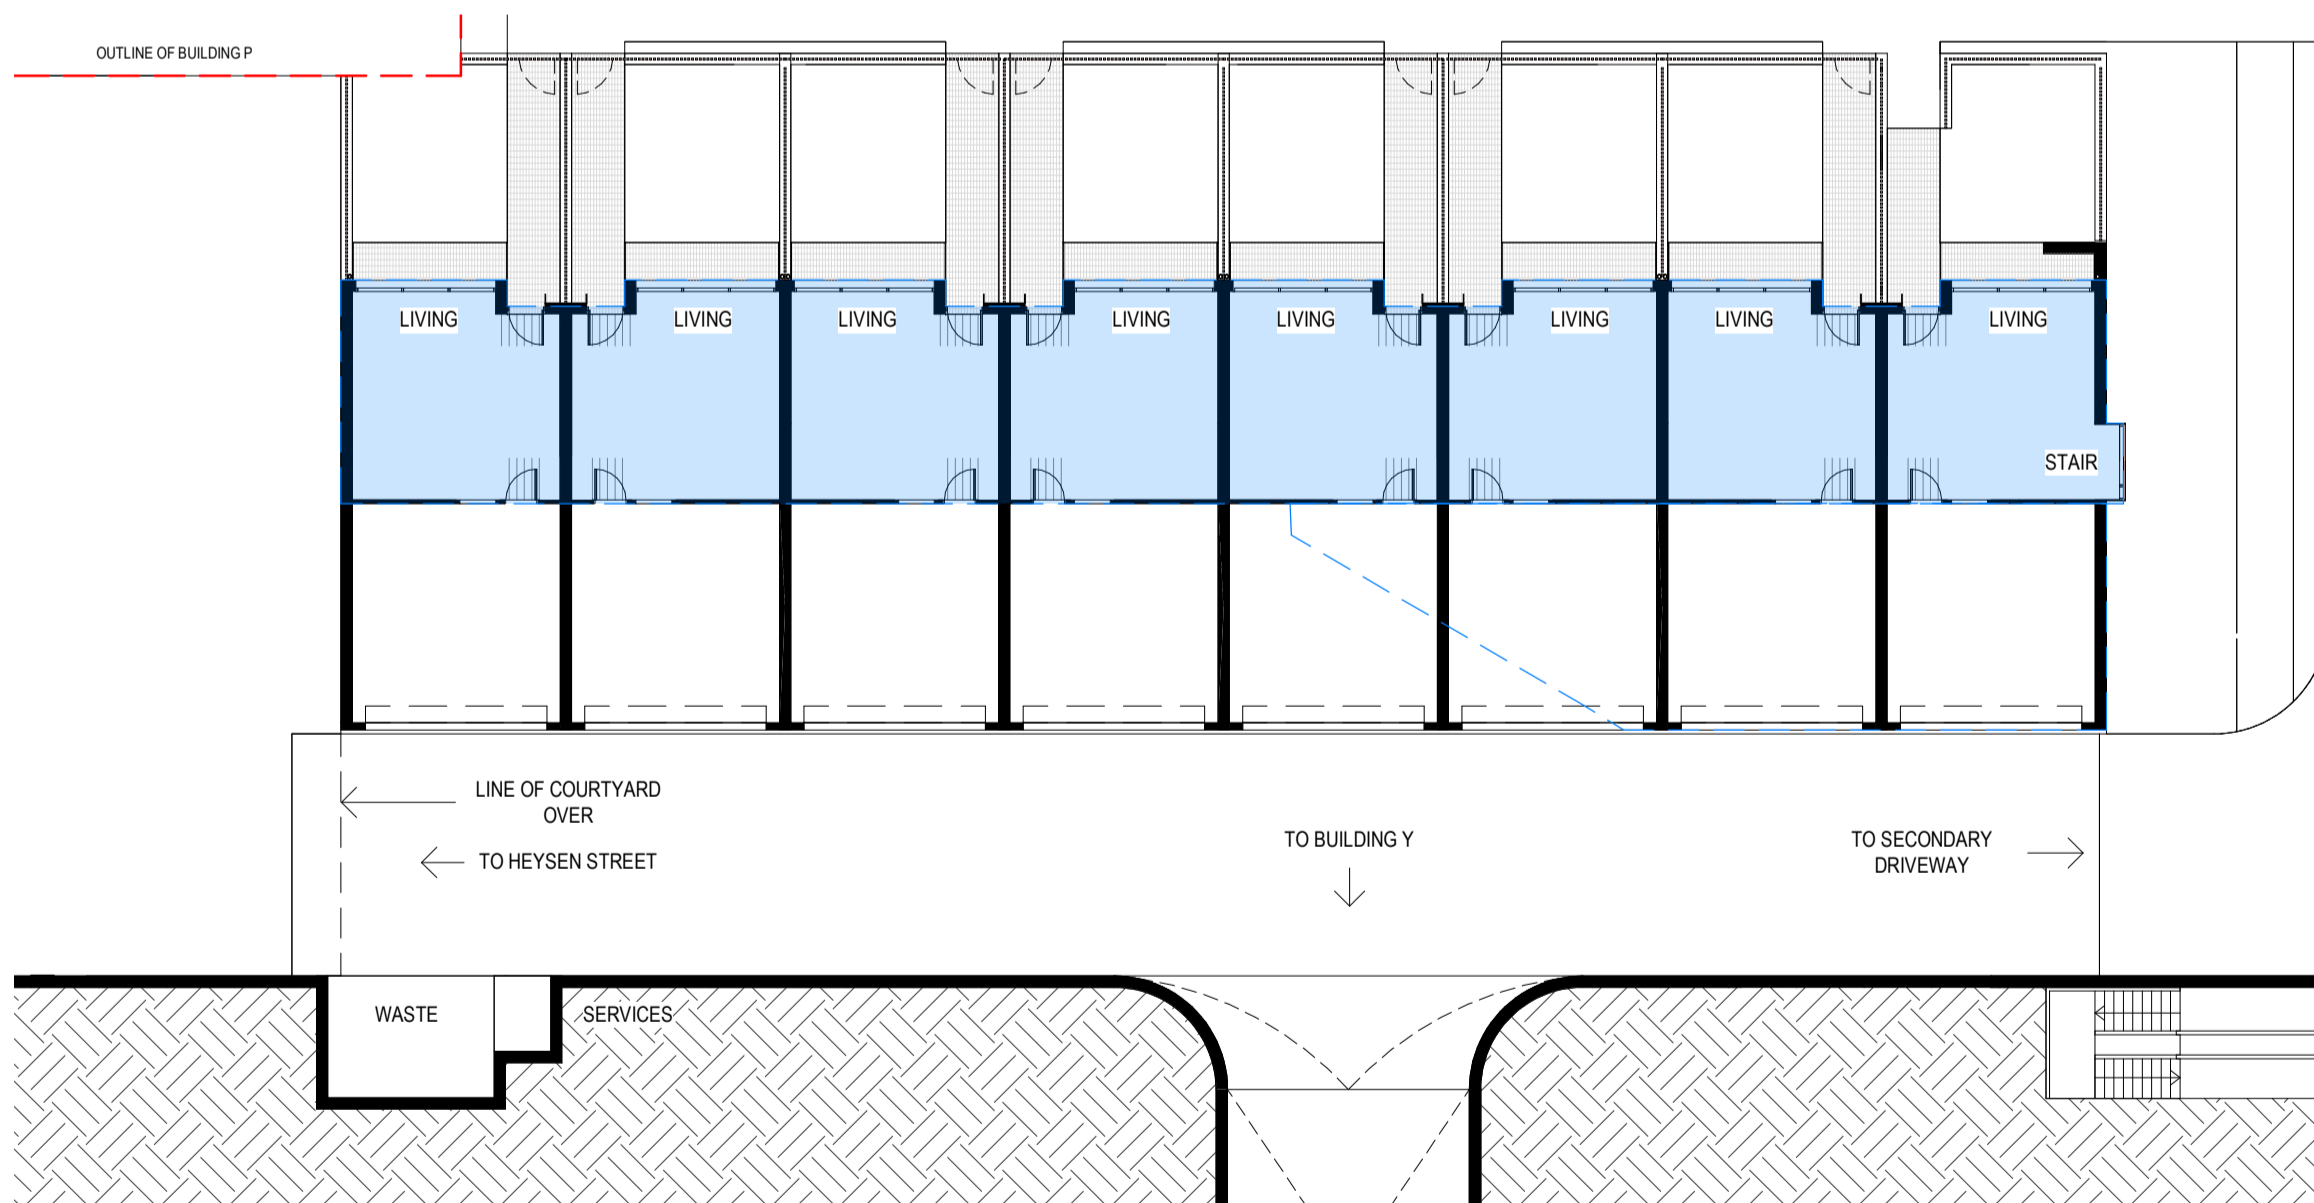 OUTLINE OF BUILDING P
LIVING
LIVING
LIVING
LIVING
LIVING
LIVING
LIVING
LIVING
STAIR
LINE OF COURTYARD
OVER
TO HEYSEN STREET
TO BUILDING Y
TO SECONDARY
DRIVEWAY
WASTE
SERVICES